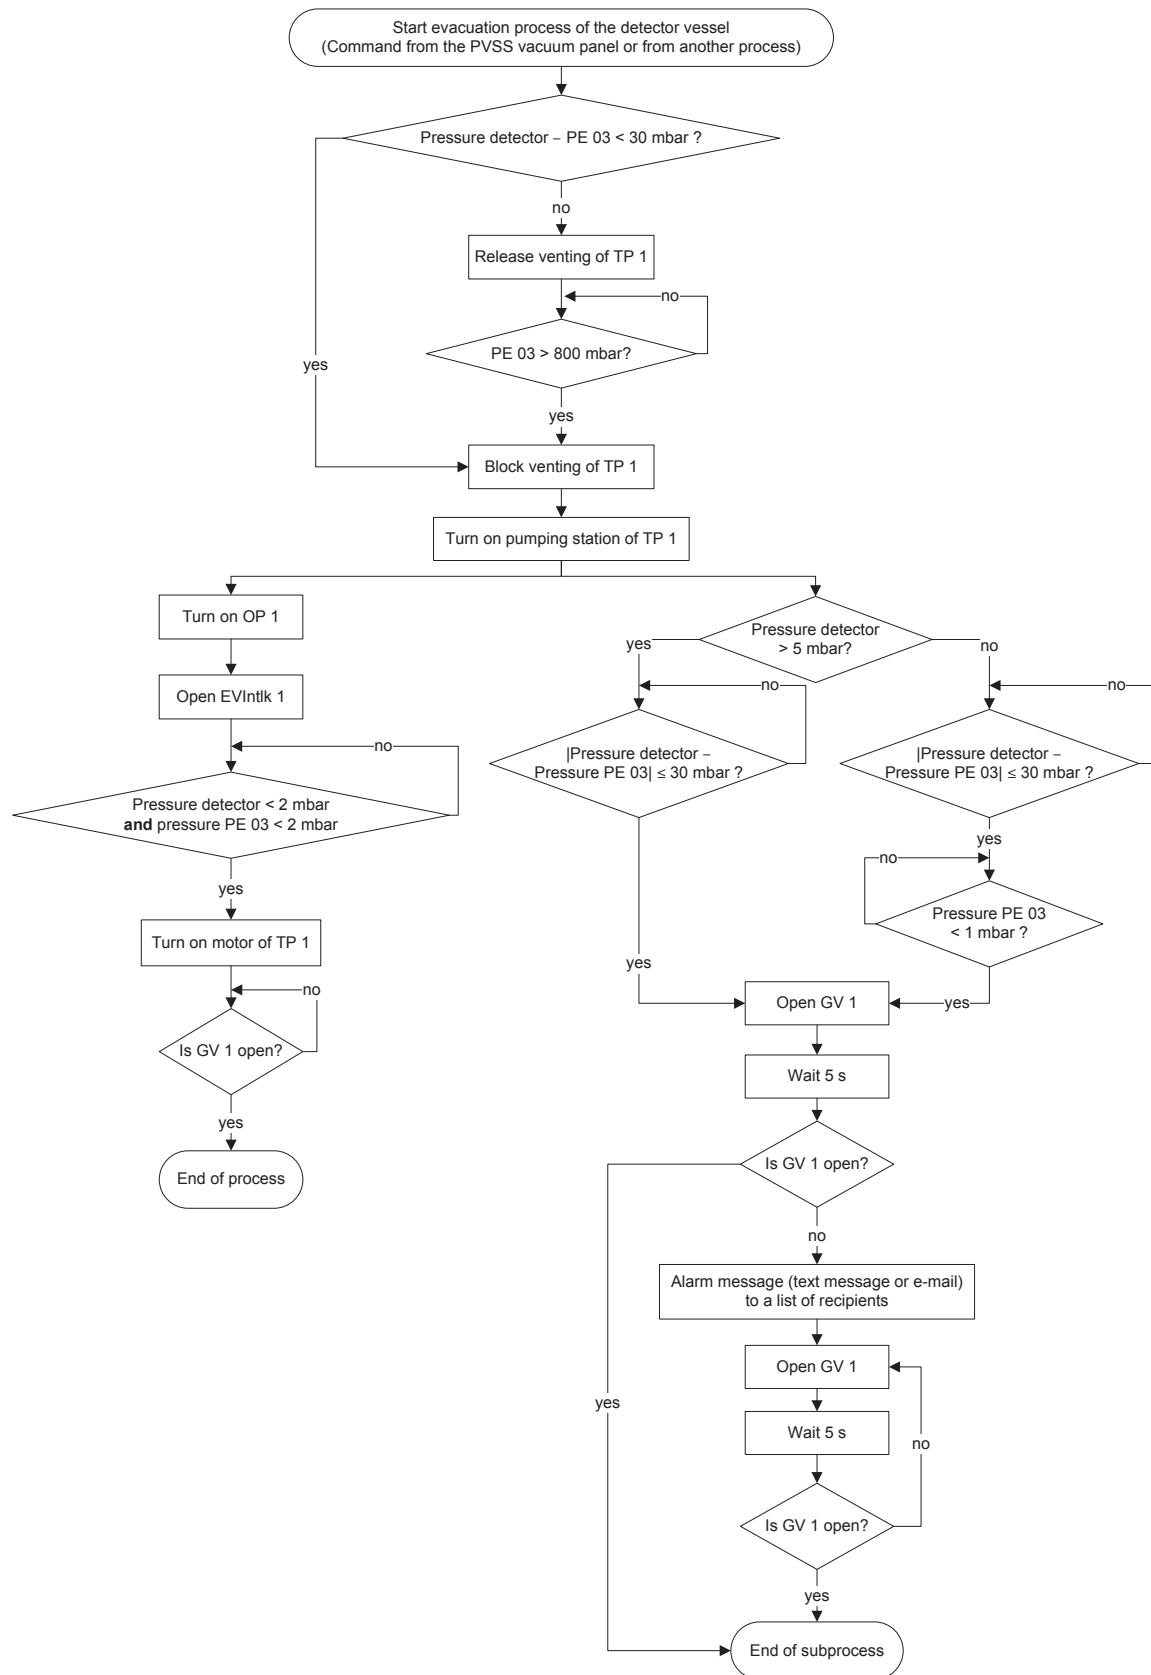 Start evacuation process of the detector vessel
(Command from the PVSS vacuum panel or from another process)
Pressure detector – PE 03 < 30 mbar ?
no
Release venting of TP 1
no
PE 03 > 800 mbar?
yes
yes
Block venting of TP 1
Turn on pumping station of TP 1
Turn on OP 1
Open EVIntlk 1
no
Pressure detector < 2 mbar
and pressure PE 03 < 2 mbar
yes
Turn on motor of TP 1
no
Is GV 1 open?
yes
End of process
Pressure detector
> 5 mbar?
yes
no
no
|Pressure detector –
Pressure PE 03| ≤ 30 mbar ?
yes
no
|Pressure detector –
Pressure PE 03| ≤ 30 mbar ?
yes
no
Pressure PE 03
< 1 mbar ?
yes
Open GV 1
Wait 5 s
Is GV 1 open?
no
Alarm message (text message or e-mail)
to a list of recipients
Open GV 1
yes
Wait 5 s
no
Is GV 1 open?
yes
End of subprocess